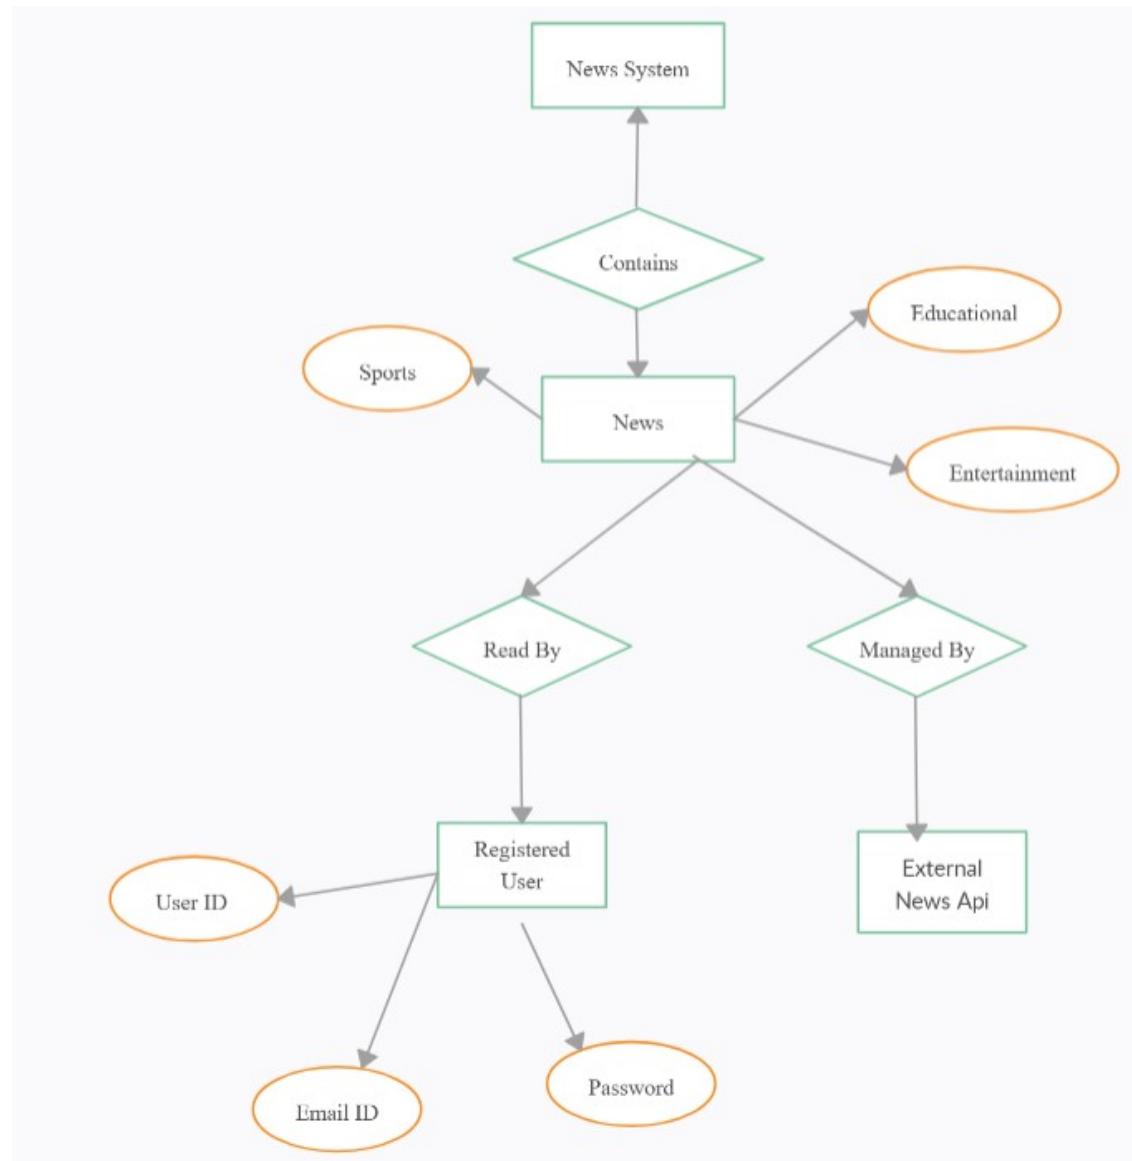 News System
Contains
Educational
Sports
News
Entertainment
Read By
Managed By
Registered
User
External
News Api
User ID
Password
Email ID